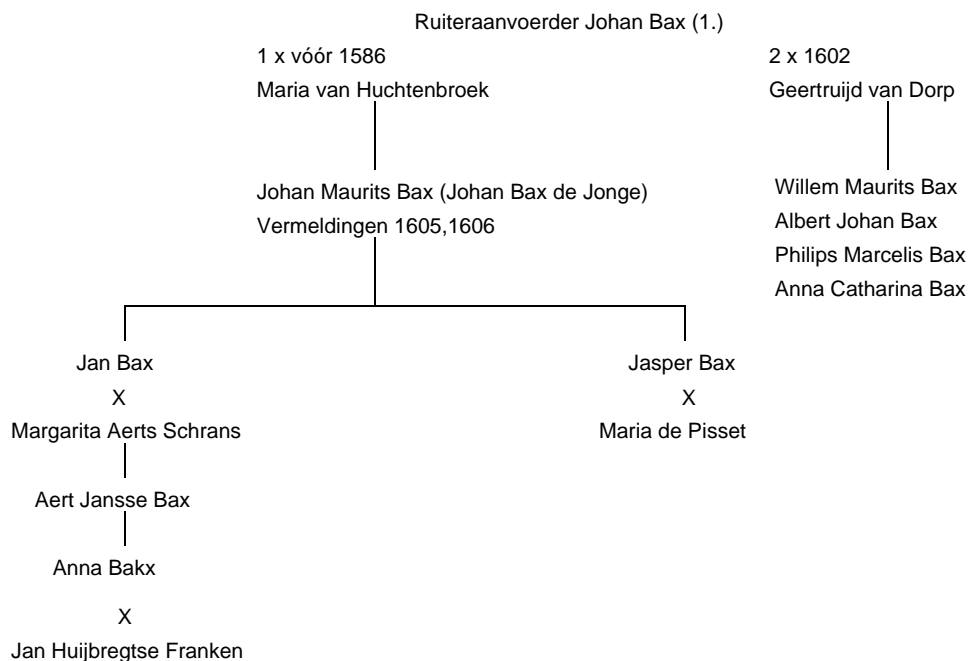 Ruiteraanvoerder Johan Bax (1.)
1 x vóór 1586
2 x 1602
Maria van Huchtenbroek
Geertruijd van Dorp
Johan Maurits Bax (Johan Bax de Jonge)
Vermeldingen 1605,1606
Willem Maurits Bax
Albert Johan Bax
Philips Marcelis Bax
Anna Catharina Bax
Jan Bax
X
Margarita Aerts Schrans
Jasper Bax
X
Maria de Pisset
Aert Jansse Bax
Anna Bakx
X
Jan Huijbregtse Franken